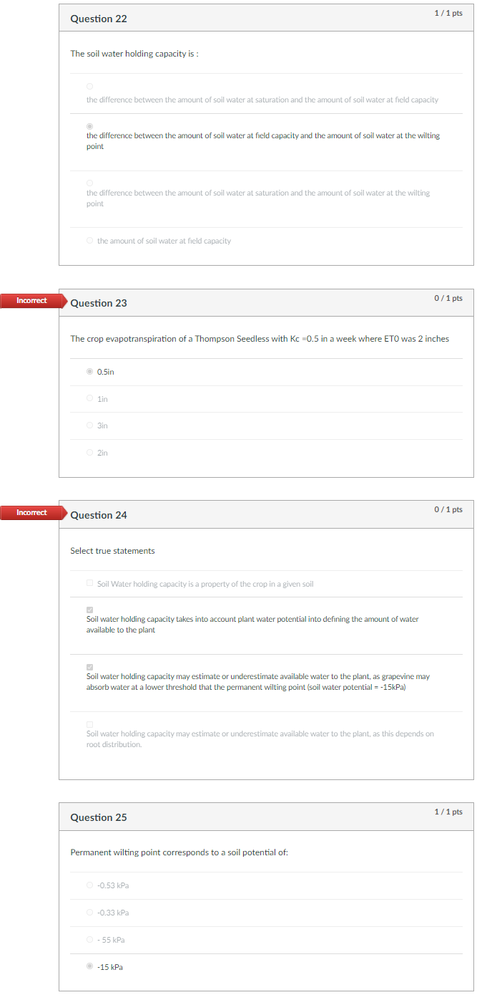 Question 22
1 / 1 pts
The soil water holding capacity is :
the difference between the amount of soil water at saturation and the amount of soil water at field capacity
the difference between the amount of soil water at field capacity and the amount of soil water at the wilting
point
the difference between the amount of soil water at saturation and the amount of soil water at the wilting
point
the amount of soil water at field capacity
Incorrect
Question 23
0 / 1 pts
The crop evapotranspiration of a Thompson Seedless with Kc =0.5 in a week where ET0 was 2 inches
0.5in
1in
3in
2in
Incorrect
Question 24
0 / 1 pts
Select true statements
Soil Water holding capacity is a property of the crop in a given soil
Soil water holding capacity takes into account plant water potential into defining the amount of water
available to the plant
Soil water holding capacity may estimate or underestimate available water to the plant, as grapevine may
absorb water at a lower threshold that the permanent wilting point (soil water potential = -15kPa)
Soil water holding capacity may estimate or underestimate available water to the plant, as this depends on
root distribution.
Question 25
1 / 1 pts
Permanent wilting point corresponds to a soil potential of:
-0.53 kPa
-0.33 kPa
- 55 kPa
-15 kPa